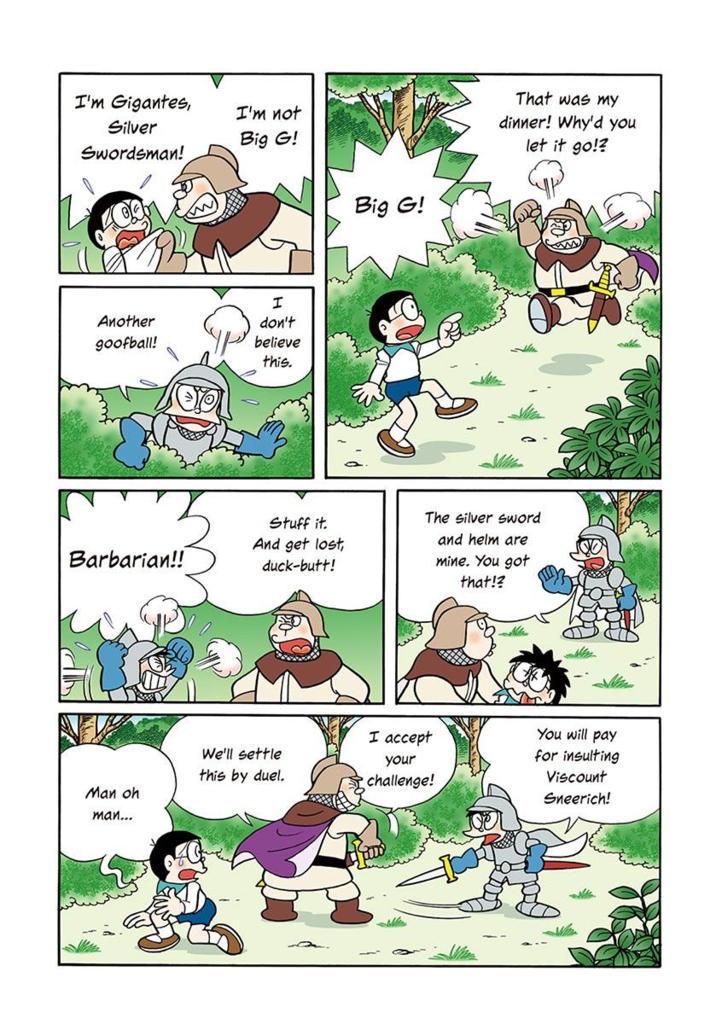 That was my
dinner! Why'd you
let it go!?
Big G!
I'm not
Big G!
I'm Gigantes,
Silver
Swordsman!
I
don't
believe
this.
Another
goofball!
The silver sword
and helm are
mine. You got
that!?
Stuff it.
And get lost,
duck-butt!
Barbarian!!
You will pay
for insulting
Viscount
Sneerich!
I accept
your
challenge!
We'll settle
this by duel.
Man oh
man...